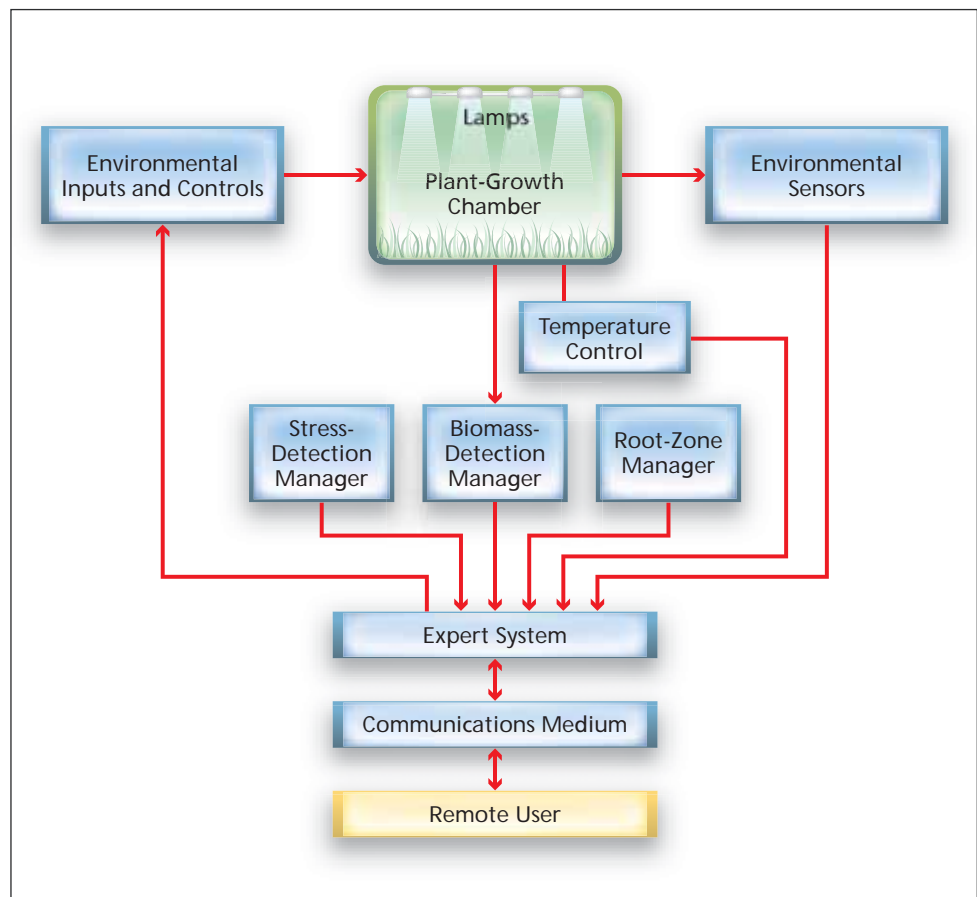 Lamps
Environmental
Inputs and Controls
Plant-Growth
Chamber
Environmental
Sensors
Temperature
Control
Stress-
Detection
Manager
Biomass-
Detection
Manager
Root-Zone
Manager
Expert System
Communications Medium
Remote User